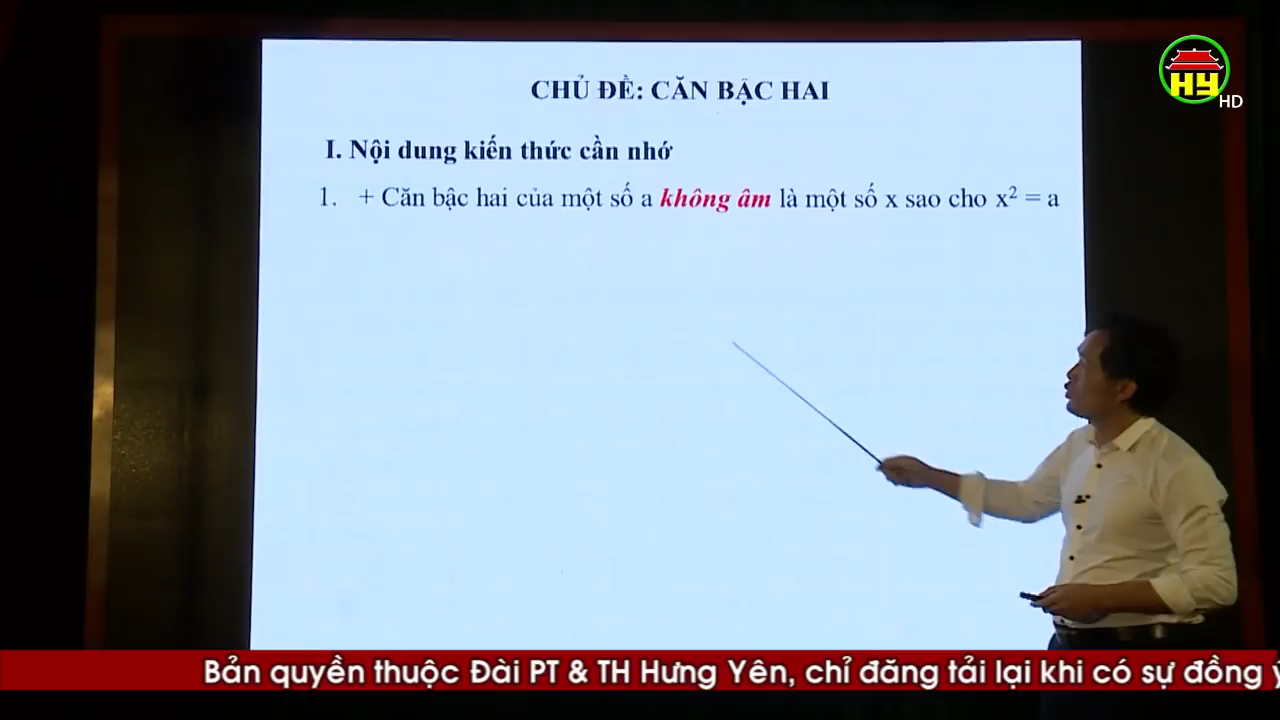 CHỦ ĐỀ: CĂN BẬC HAI
I. Nội dung kiến thức cần nhớ
1. + Căn bậc hai của một số a không âm là một số x sao cho x² = a
HY
HD
Bản quyền thuộc Đài PT & TH Hưng Yên, chỉ đăng tải lại khi có sự đồng ý